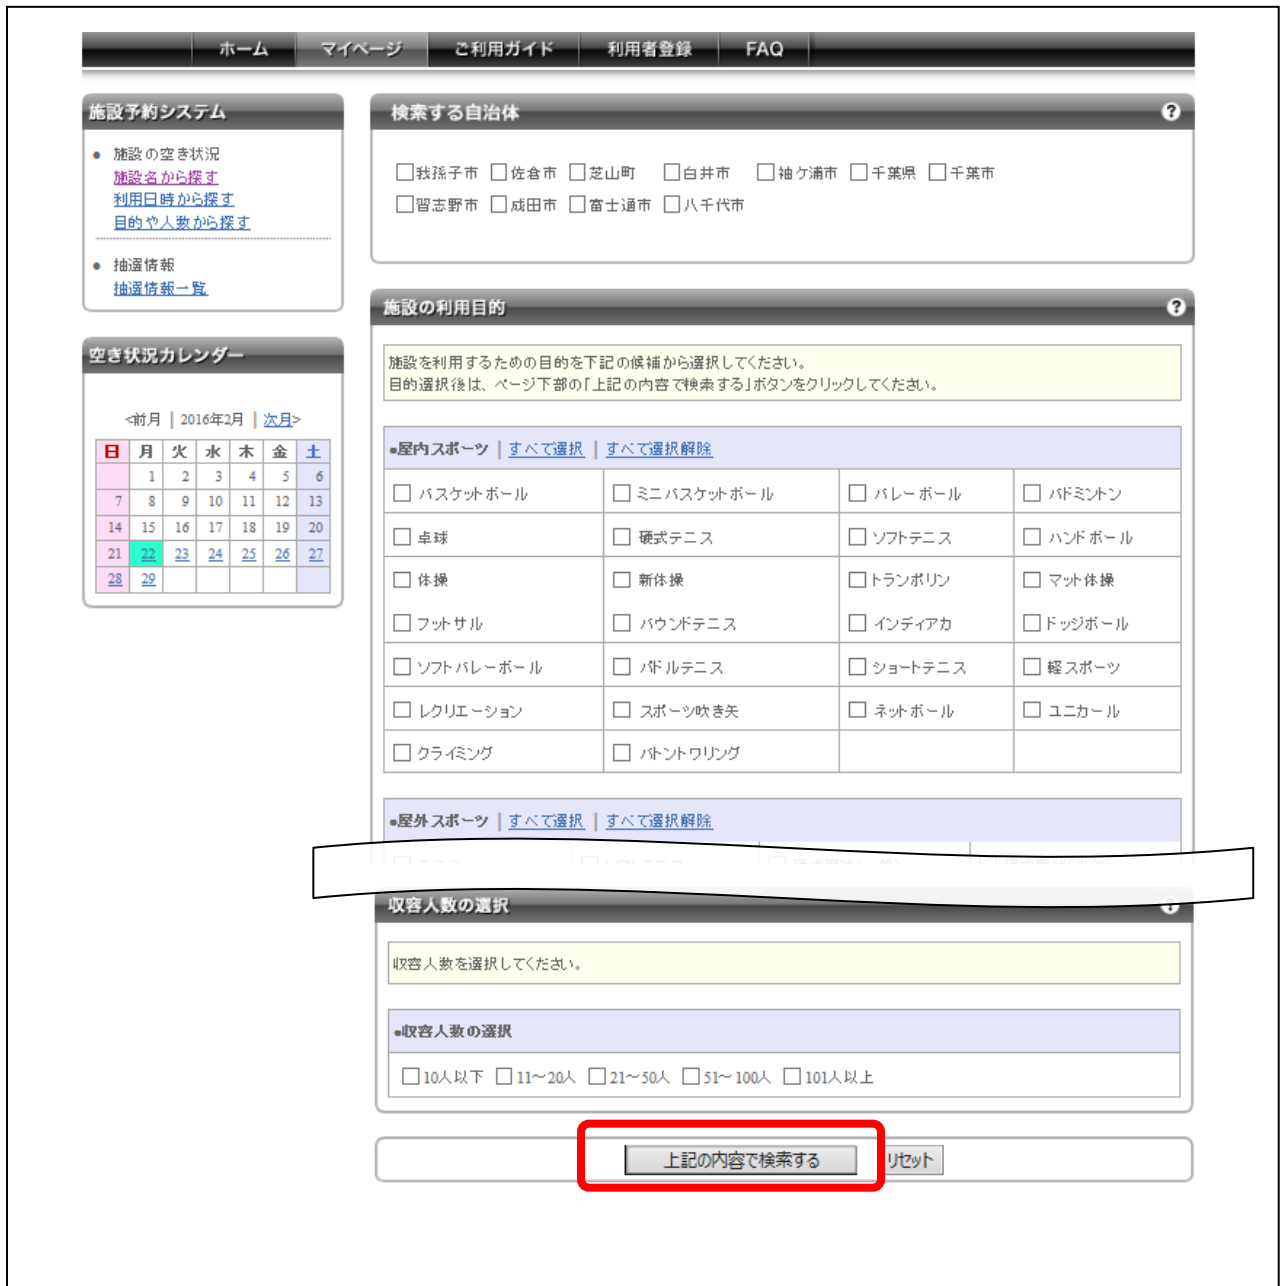 ホーム マイページ ご利用ガイド 利用者登録 FAQ
施設予約システム
施設の空き状況
施設名から探す
利用日時から探す
目的や人数から探す
抽選情報
抽選情報一覧
空き状況カレンダー
<前月 | 2016年2月 | 次月>
日 月 火 水 木 金 土
1 2 3 4 5 6
7 8 9 10 11 12 13
14 15 16 17 18 19 20
21 22 23 24 25 26 27
28 29
検索する自治体 ?
我孫子市 佐倉市 芝山町 白井市 袖ケ浦市 千葉県 千葉市
習志野市 成田市 富士通市 八千代市
施設の利用目的 ?
施設を利用するための目的を下記の候補から選択してください。
目的選択後は、ページ下部の「上記の内容で検索する」ボタンをクリックしてください。
●屋内スポーツ | すべて選択 | すべて選択解除
バスケットボール ミニバスケットボール バレーボール バドミントン
卓球 硬式テニス ソフトテニス ハンドボール
体操 新体操 トランポリン マット体操
フットサル バウンドテニス インディアカ ドッジボール
ソフトバレーボール パドルテニス ショートテニス 軽スポーツ
レクリエーション スポーツ吹き矢 ネットボール ユニカール
クライミング バトントワリング
●屋外スポーツ | すべて選択 | すべて選択解除
収容人数の選択 ?
収容人数を選択してください。
●収容人数の選択
10人以下 11～20人 21～50人 51～100人 101人以上
上記の内容で検索する リセット